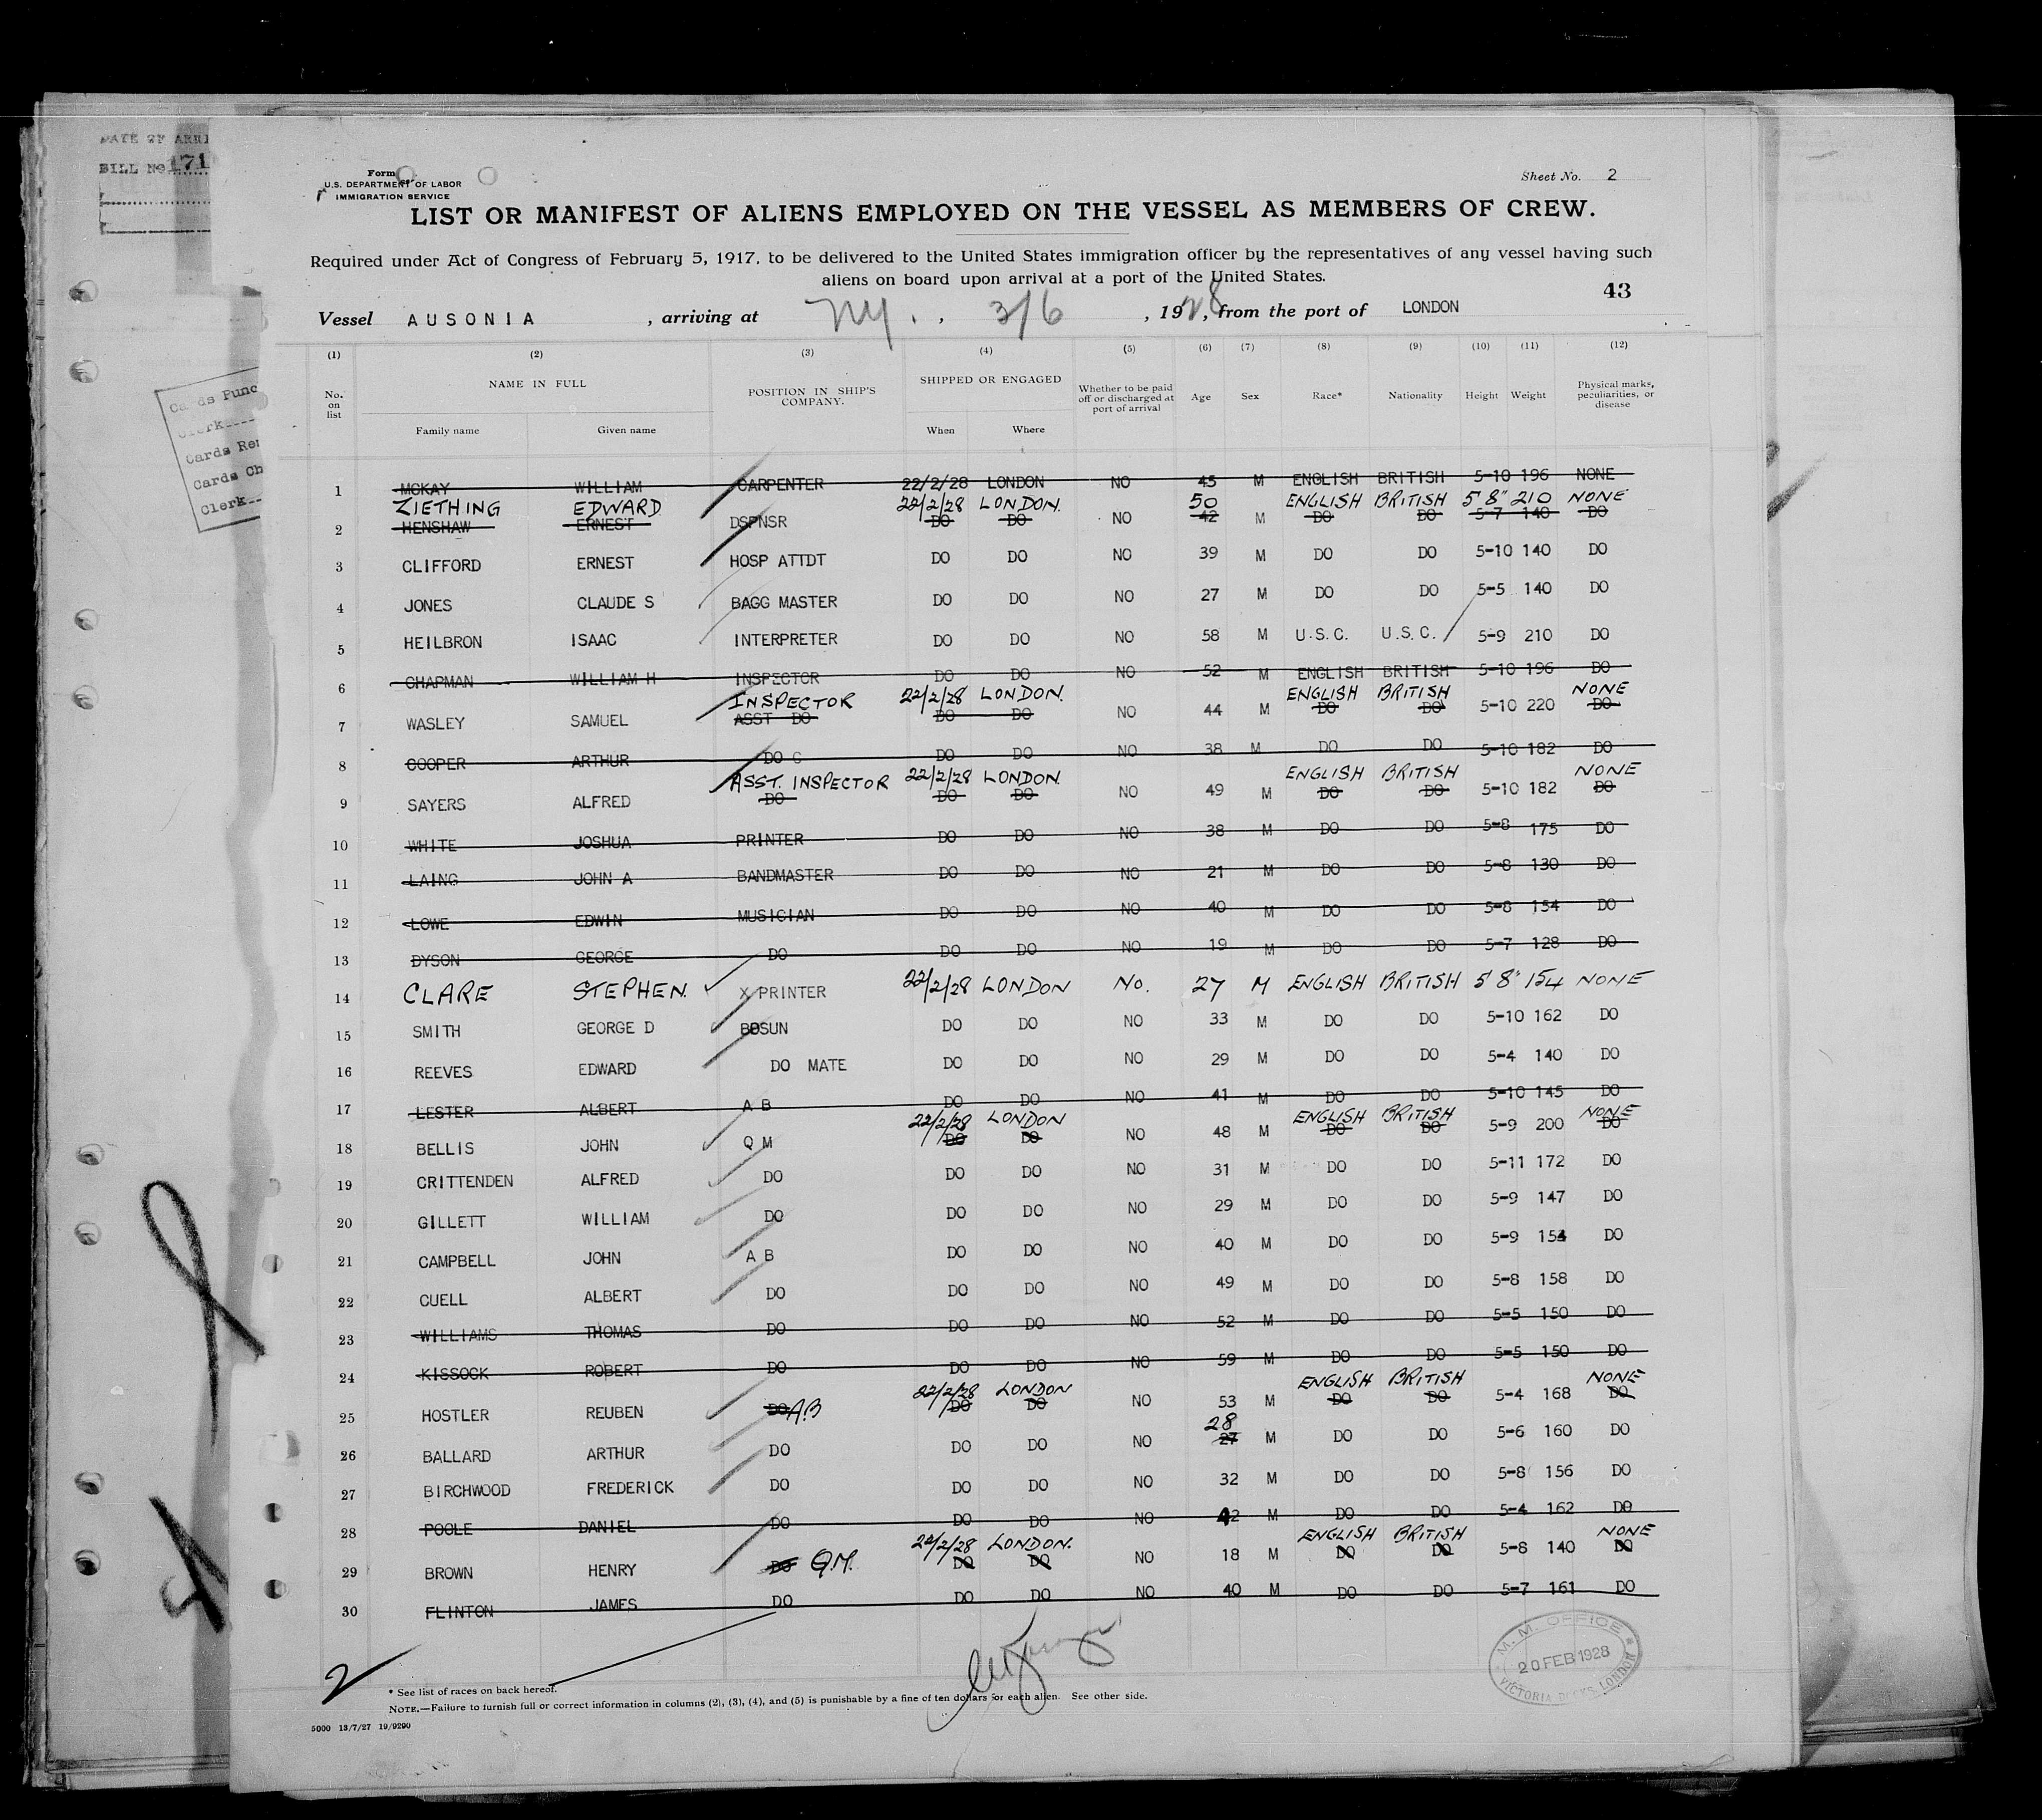 DATE OF ARRI
BILL No 171
Cards Punc
Clerk
Cards Rer
Cards Ch
Clerk
Form
U.S. DEPARTMENT OF LABOR
IMMIGRATION SERVICE
Sheet No. 2
LIST OR MANIFEST OF ALIENS EMPLOYED ON THE VESSEL AS MEMBERS OF CREW.
Required under Act of Congress of February 5, 1917, to be delivered to the United States immigration officer by the representatives of any vessel having such
aliens on board upon arrival at a port of the United States.
43
Vessel AUSONIA, arriving at NY., 3/6, 1928, from the port of LONDON
(1) (2) (3) (4) (5) (6) (7) (8) (9) (10) (11) (12)
No. on list NAME IN FULL Family name Given name POSITION IN SHIP'S COMPANY. SHIPPED OR ENGAGED When Where Whether to be paid off or discharged at port of arrival Age Sex Race* Nationality Height Weight Physical marks, peculiarities, or disease
1 MCKAY WILLIAM CARPENTER 22/2/28 LONDON NO 45 M ENGLISH BRITISH 5-10 196 NONE
ZIETHING EDWARD 22/2/28 LONDON. 50 ENGLISH BRITISH 5'8" 210 NONE
2 HENSHAW ERNEST DSPNSR DO DO NO 42 M DO DO 5-7 140 DO
3 CLIFFORD ERNEST HOSP ATTDT DO DO NO 39 M DO DO 5-10 140 DO
4 JONES CLAUDE S BAGG MASTER DO DO NO 27 M DO DO 5-5 140 DO
5 HEILBRON ISAAC INTERPRETER DO DO NO 58 M U.S.C. U.S.C. 5-9 210 DO
6 CHAPMAN WILLIAM H INSPECTOR DO DO NO 52 M ENGLISH BRITISH 5-10 196 DO
INSPECTOR 22/2/28 LONDON. ENGLISH BRITISH NONE
7 WASLEY SAMUEL ASST DO DO DO NO 44 M DO DO 5-10 220 DO
8 COOPER ARTHUR DO C DO DO NO 38 M DO DO 5-10 182 DO
ASST. INSPECTOR 22/2/28 LONDON ENGLISH BRITISH NONE
9 SAYERS ALFRED DO DO DO NO 49 M DO DO 5-10 182 DO
10 WHITE JOSHUA PRINTER DO DO NO 38 M DO DO 5-8 175 DO
11 LAING JOHN A BANDMASTER DO DO NO 21 M DO DO 5-8 130 DO
12 LOWE EDWIN MUSICIAN DO DO NO 40 M DO DO 5-8 154 DO
13 DYSON GEORGE DO DO DO NO 19 M DO DO 5-7 128 DO
14 CLARE STEPHEN. X PRINTER 22/2/28 LONDON No. 27 M ENGLISH BRITISH 5'8" 154 NONE
15 SMITH GEORGE D BOSUN DO DO NO 33 M DO DO 5-10 162 DO
16 REEVES EDWARD DO MATE DO DO NO 29 M DO DO 5-4 140 DO
17 LESTER ALBERT A B DO DO NO 41 M DO DO 5-10 145 DO
22/2/28 LONDON ENGLISH BRITISH NONE
18 BELLIS JOHN Q M DO DO NO 48 M DO DO 5-9 200 DO
19 CRITTENDEN ALFRED DO DO DO NO 31 M DO DO 5-11 172 DO
20 GILLETT WILLIAM DO DO DO NO 29 M DO DO 5-9 147 DO
21 CAMPBELL JOHN A B DO DO NO 40 M DO DO 5-9 154 DO
22 CUELL ALBERT DO DO DO NO 49 M DO DO 5-8 158 DO
23 WILLIAMS THOMAS DO DO DO NO 52 M DO DO 5-5 150 DO
24 KISSOCK ROBERT DO DO DO NO 59 M DO DO 5-5 150 DO
22/2/28 LONDON ENGLISH BRITISH NONE
25 HOSTLER REUBEN DO AB DO DO NO 53 M DO DO 5-4 168 DO
28
26 BALLARD ARTHUR DO DO DO NO 27 M DO DO 5-6 160 DO
27 BIRCHWOOD FREDERICK DO DO DO NO 32 M DO DO 5-8 156 DO
28 POOLE DANIEL DO DO DO NO 42 M DO DO 5-4 162 DO
22/2/28 LONDON. ENGLISH BRITISH NONE
29 BROWN HENRY DO Q.M. DO DO NO 18 M DO DO 5-8 140 DO
30 FLINTON JAMES DO DO DO NO 40 M DO DO 5-7 161 DO
2
M. M. OFFICE
20 FEB 1928
VICTORIA DOCKS, LONDON
* See list of races on back hereof.
NOTE.—Failure to furnish full or correct information in columns (2), (3), (4), and (5) is punishable by a fine of ten dollars for each alien. See other side.
5000 13/7/27 19/9290